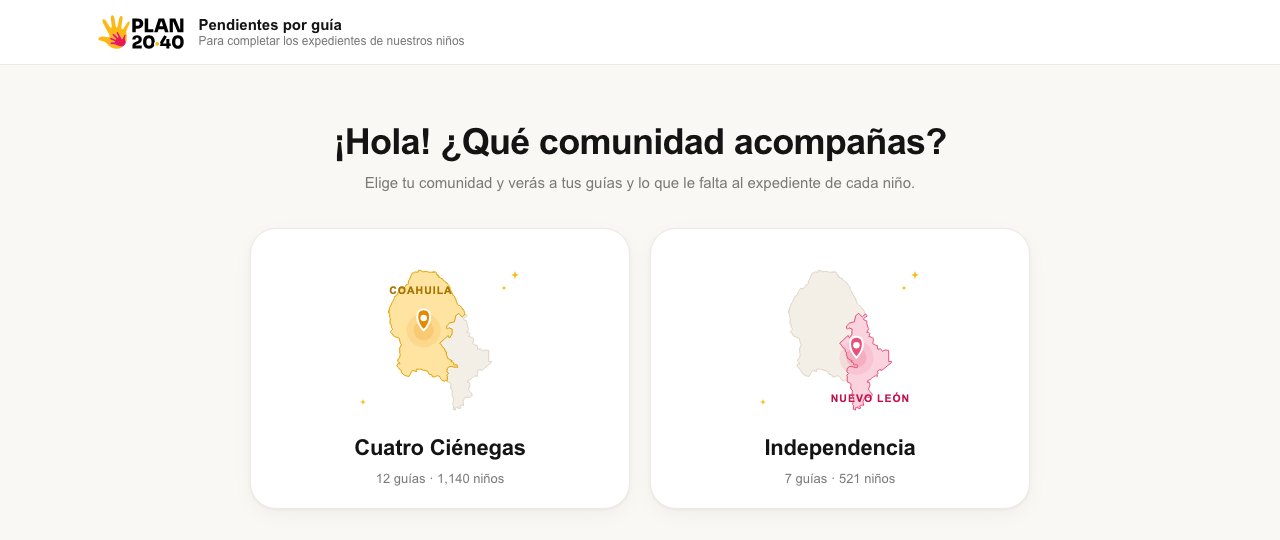 PLAN
20·40
Pendientes por guía
Para completar los expedientes de nuestros niños
¡Hola! ¿Qué comunidad acompañas?
Elige tu comunidad y verás a tus guías y lo que le falta al expediente de cada niño.
COAHUILA
Cuatro Ciénegas
12 guías · 1,140 niños
NUEVO LEÓN
Independencia
7 guías · 521 niños